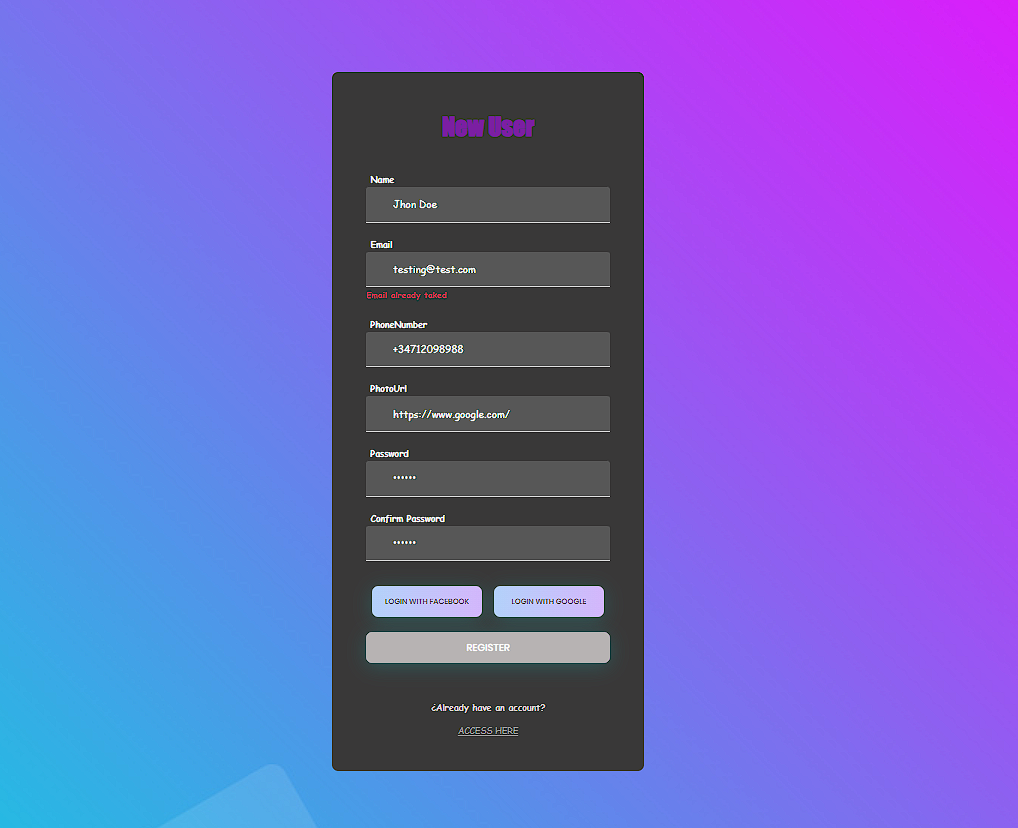 New User
Name
Jhon Doe
Email
testing@test.com
Email already taked
PhoneNumber
+34712098988
PhotoUrl
https://www.google.com/
Password
••••••
Confirm Password
••••••
LOGIN WITH FACEBOOK LOGIN WITH GOOGLE
REGISTER
¿Already have an account?
ACCESS HERE